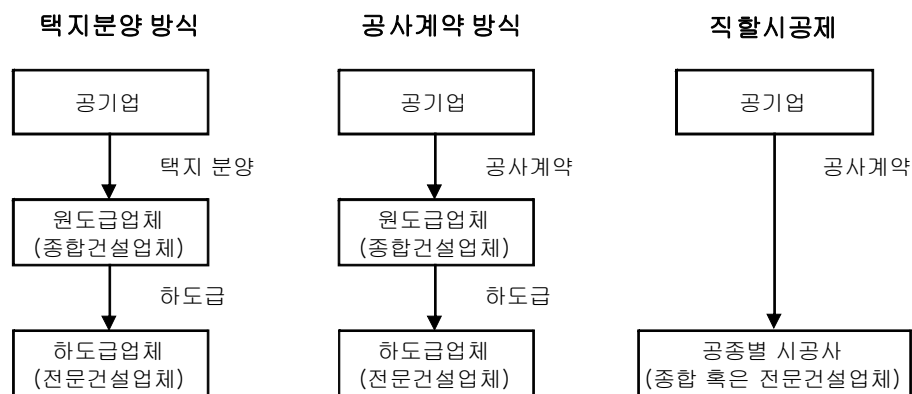 택지분양 방식
공기업
택지 분양
원도급업체
(종합건설업체)
하도급
하도급업체
(전문건설업체)
공사계약 방식
공기업
공사계약
원도급업체
(종합건설업체)
하도급
하도급업체
(전문건설업체)
직할시공제
공기업
공사계약
공종별 시공사
(종합 혹은 전문건설업체)